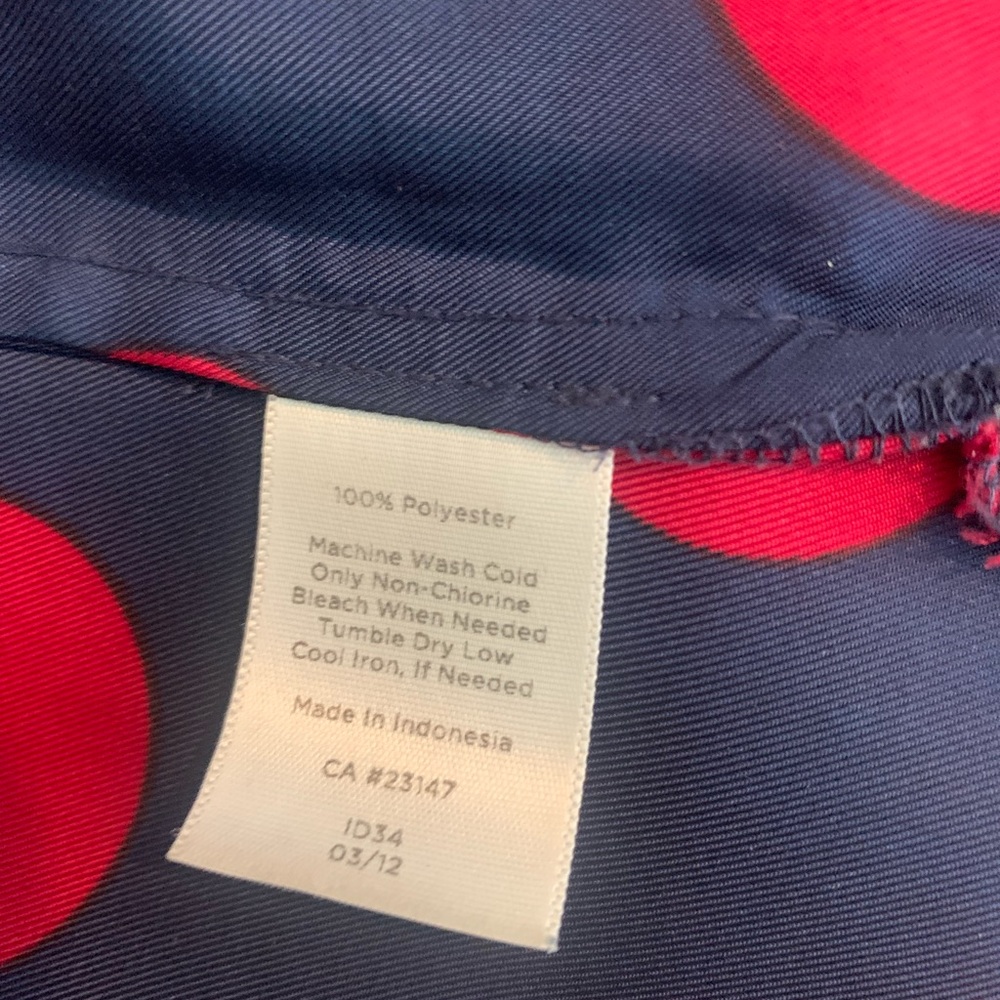 100% Polyester
Machine Wash Cold
Only Non-Chlorine
Bleach When Needed
Tumble Dry Low
Cool Iron, If Needed
Made In Indonesia
CA #23147
ID34
03/12